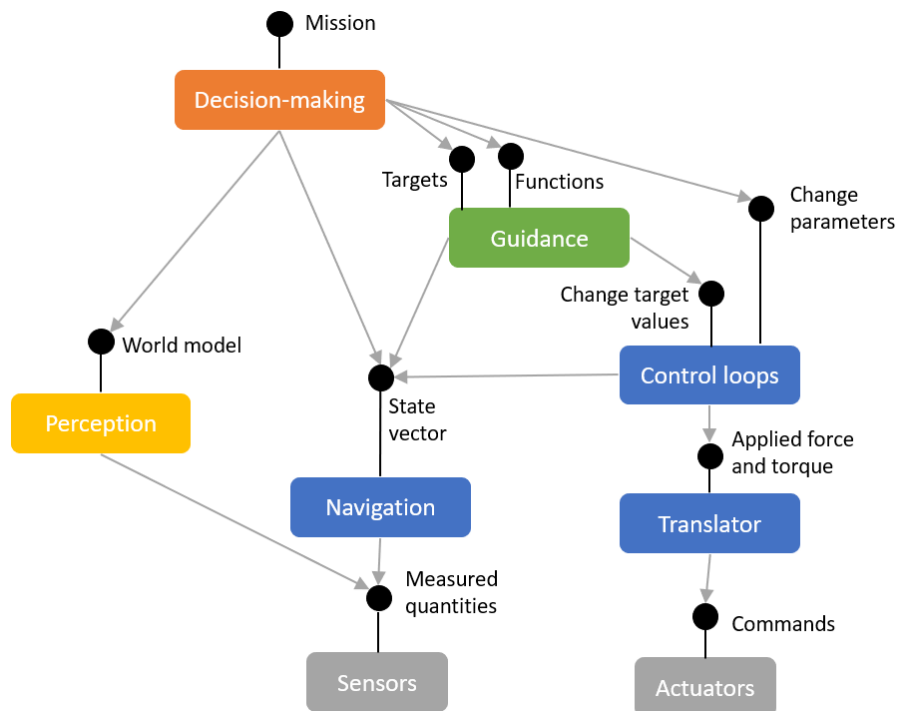 Mission
Decision-making
Targets
Functions
Change
parameters
Guidance
Change target
values
World model
Control loops
Perception
State
vector
Applied force
and torque
Navigation
Translator
Measured
quantities
Commands
Sensors
Actuators